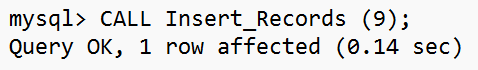 mysql> CALL Insert_Records (9);
Query OK, 1 row affected (0.14 sec)